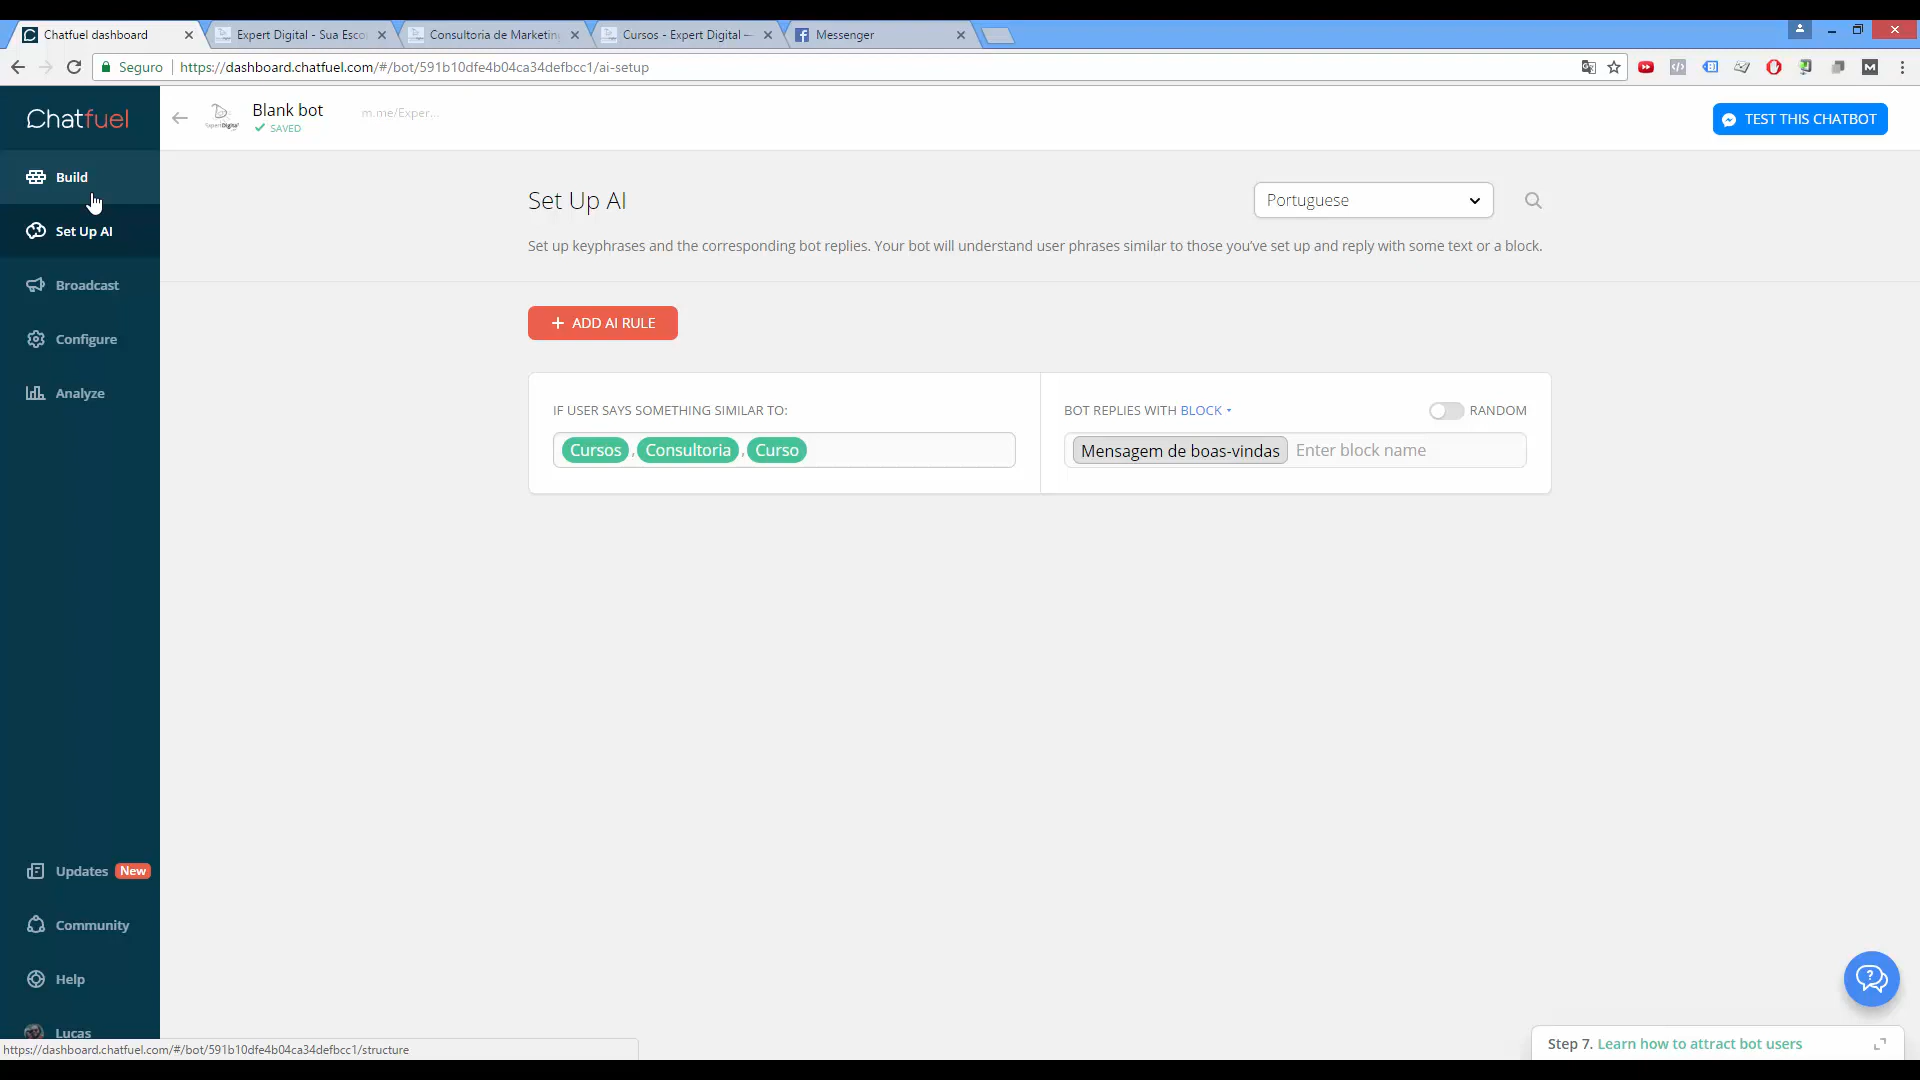 Chatfuel dashboard
Expert Digital - Sua Esco
Consultoria de Marketin
Cursos - Expert Digital —
Messenger
Seguro
https://dashboard.chatfuel.com/#/bot/591b10dfe4b04ca34defbcc1/ai-setup
Chatfuel
Blank bot
SAVED
m.me/Exper...
TEST THIS CHATBOT
Build
Set Up AI
Broadcast
Configure
Analyze
Set Up AI
Portuguese
Set up keyphrases and the corresponding bot replies. Your bot will understand user phrases similar to those you've set up and reply with some text or a block.
+ ADD AI RULE
IF USER SAYS SOMETHING SIMILAR TO:
Cursos , Consultoria , Curso
BOT REPLIES WITH BLOCK
RANDOM
Mensagem de boas-vindas Enter block name
Updates New
Community
Help
Lucas
https://dashboard.chatfuel.com/#/bot/591b10dfe4b04ca34defbcc1/structure
Step 7. Learn how to attract bot users